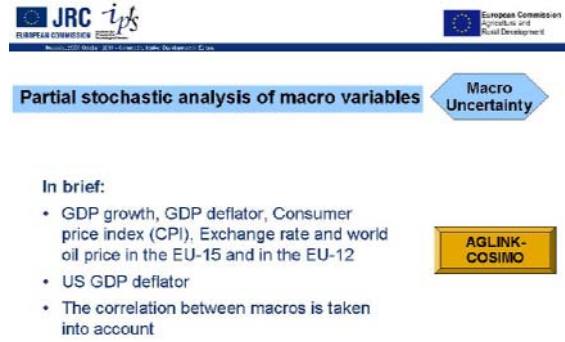 JRC ipts
European Commission
Agriculture and
Rural Development
EUROPEAN COMMISSION
Partial stochastic analysis of macro variables
Macro
Uncertainty
In brief:
• GDP growth, GDP deflator, Consumer
price index (CPI), Exchange rate and world
oil price in the EU-15 and in the EU-12
AGLINK-
COSIMO
• US GDP deflator
• The correlation between macros is taken
into account